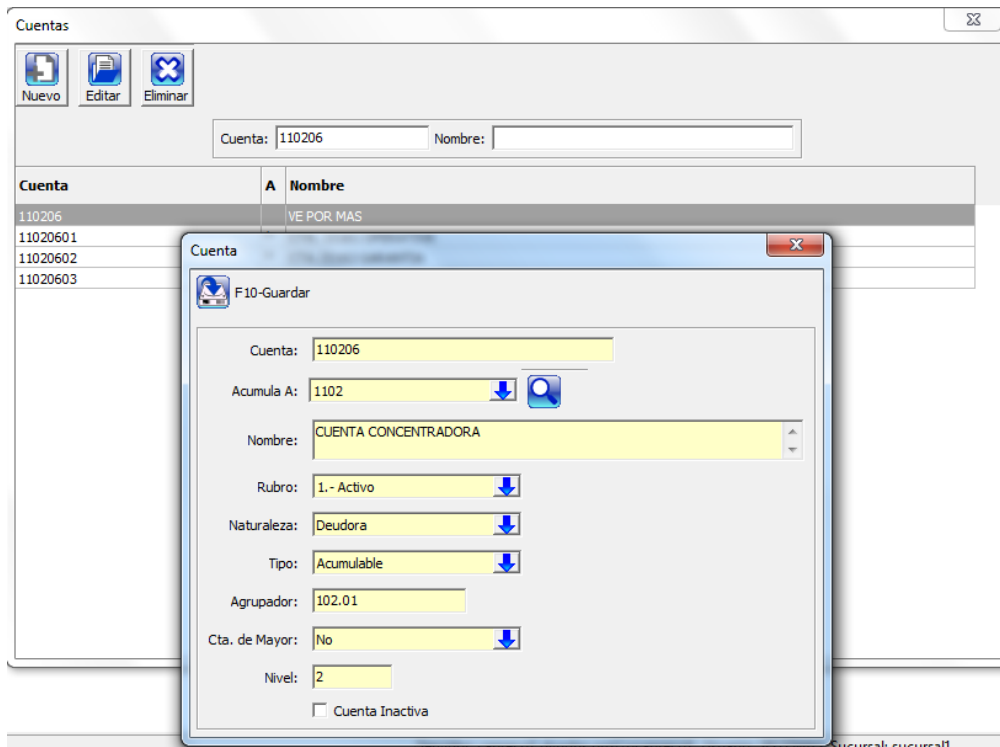 Cuentas
Nuevo Editar Eliminar
Cuenta: 110206 Nombre:
Cuenta A Nombre
110206 VE POR MAS
11020601
11020602
11020603
Cuenta
F10-Guardar
Cuenta: 110206
Acumula A: 1102
Nombre: CUENTA CONCENTRADORA
Rubro: 1.- Activo
Naturaleza: Deudora
Tipo: Acumulable
Agrupador: 102.01
Cta. de Mayor: No
Nivel: 2
Cuenta Inactiva
Sucursal: sucursal1